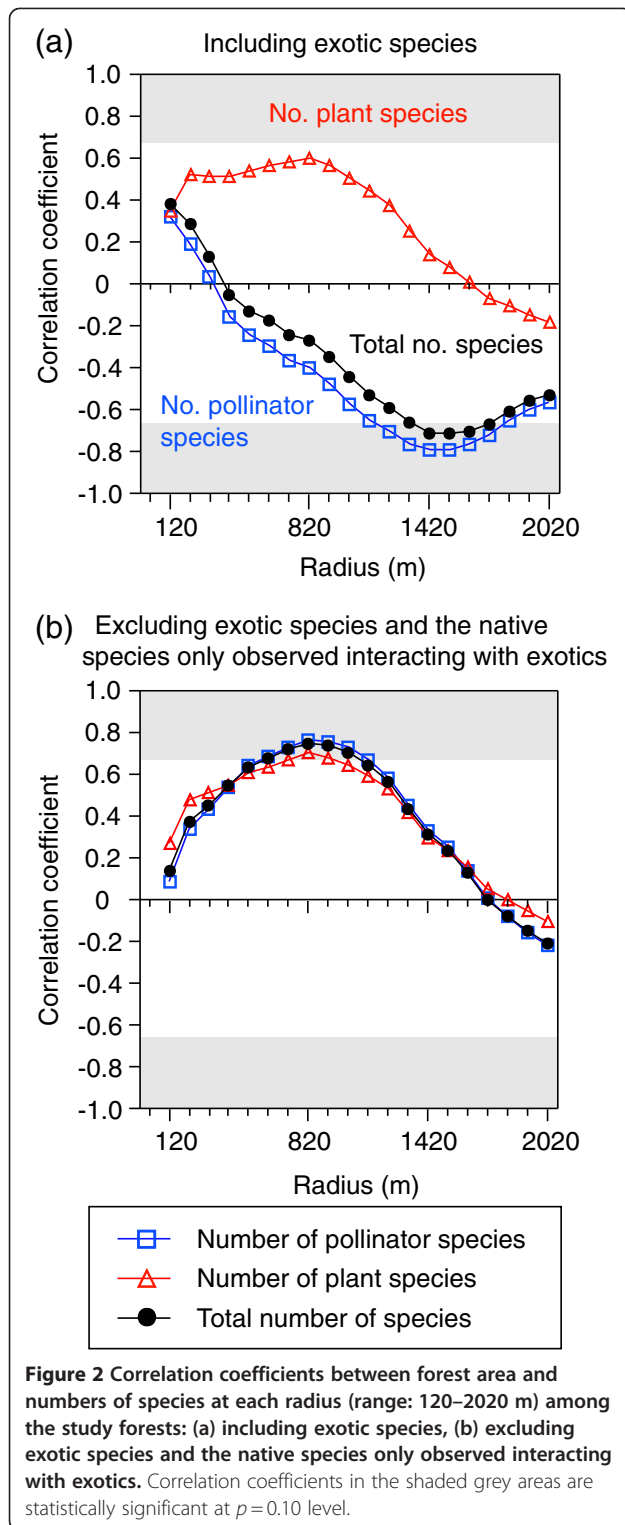 (a) Including exotic species
1.0
0.8
0.6
0.4
0.2
0
-0.2
-0.4
-0.6
-0.8
-1.0
Correlation coefficient
No. plant species
Total no. species
No. pollinator
species
120 820 1420 2020
Radius (m)
(b) Excluding exotic species and the native
species only observed interacting with exotics
1.0
0.8
0.6
0.4
0.2
0
-0.2
-0.4
-0.6
-0.8
-1.0
Correlation coefficient
120 820 1420 2020
Radius (m)
Number of pollinator species
Number of plant species
Total number of species
Figure 2 Correlation coefficients between forest area and
numbers of species at each radius (range: 120–2020 m) among
the study forests: (a) including exotic species, (b) excluding
exotic species and the native species only observed interacting
with exotics. Correlation coefficients in the shaded grey areas are
statistically significant at p = 0.10 level.